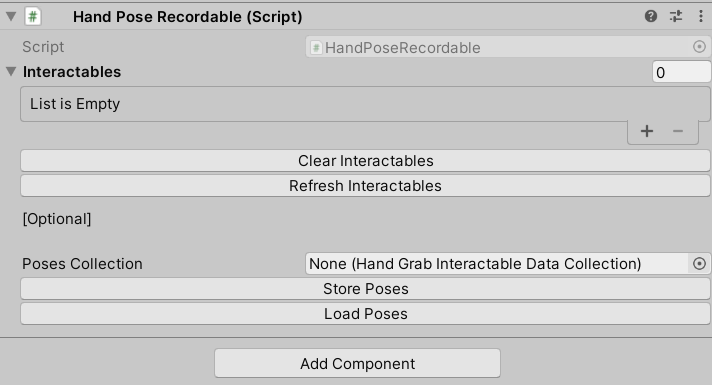 # Hand Pose Recordable (Script)
Script # HandPoseRecordable
Interactables 0
List is Empty
+ −
Clear Interactables
Refresh Interactables
[Optional]
Poses Collection None (Hand Grab Interactable Data Collection)
Store Poses
Load Poses
Add Component